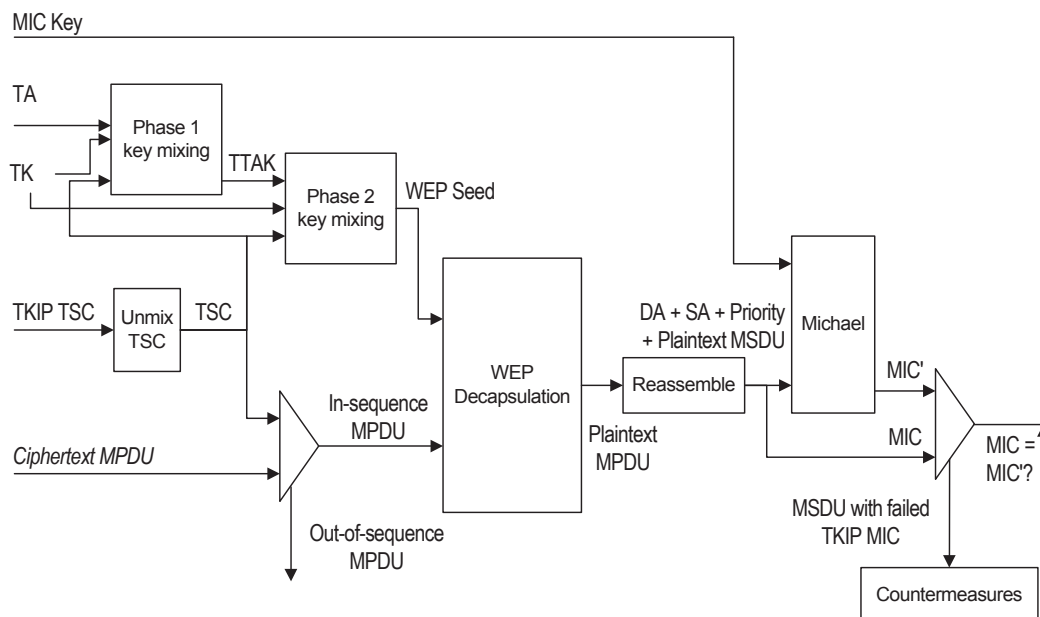 MIC Key
TA
Phase 1
key mixing
TK
TTAK
Phase 2
key mixing
WEP Seed
TKIP TSC
Unmix
TSC
TSC
WEP
Decapsulation
DA + SA + Priority
+ Plaintext MSDU
Reassemble
Michael
MIC'
In-sequence
MPDU
Ciphertext MPDU
Plaintext
MPDU
MIC
MIC =
MIC'?
Out-of-sequence
MPDU
MSDU with failed
TKIP MIC
Countermeasures